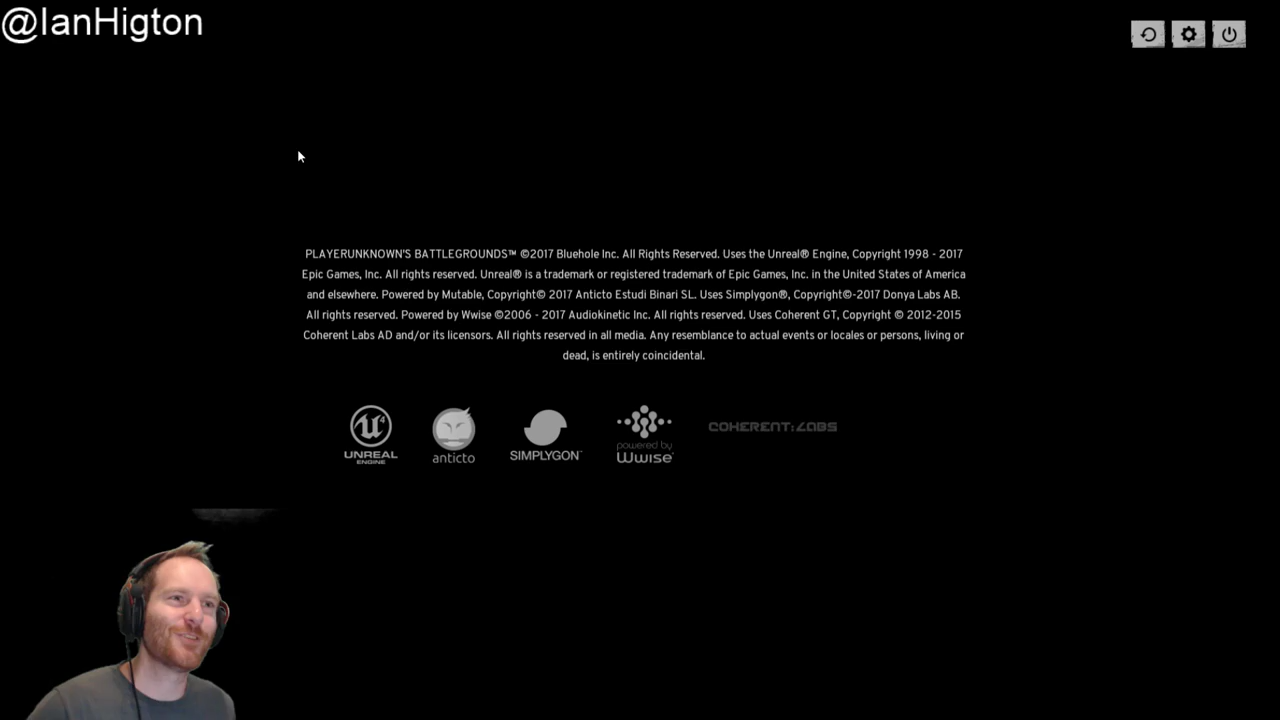 @IanHigton
PLAYERUNKNOWN'S BATTLEGROUNDS™ ©2017 Bluehole Inc. All Rights Reserved. Uses the Unreal® Engine, Copyright 1998 - 2017
Epic Games, Inc. All rights reserved. Unreal® is a trademark or registered trademark of Epic Games, Inc. in the United States of America
and elsewhere. Powered by Mutable, Copyright© 2017 Anticto Estudi Binari SL. Uses Simplygon®, Copyright©-2017 Donya Labs AB.
All rights reserved. Powered by Wwise ©2006 - 2017 Audiokinetic Inc. All rights reserved. Uses Coherent GT, Copyright © 2012-2015
Coherent Labs AD and/or its licensors. All rights reserved in all media. Any resemblance to actual events or locales or persons, living or
dead, is entirely coincidental.
UNREAL
ENGINE
anticto
SIMPLYGON™
powered by
Wwise
COHERENT:LABS